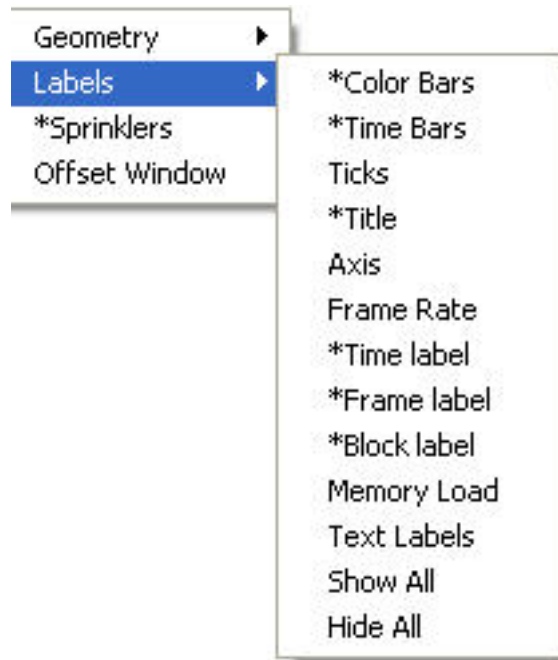 Geometry
Labels
*Sprinklers
Offset Window
*Color Bars
*Time Bars
Ticks
*Title
Axis
Frame Rate
*Time label
*Frame label
*Block label
Memory Load
Text Labels
Show All
Hide All